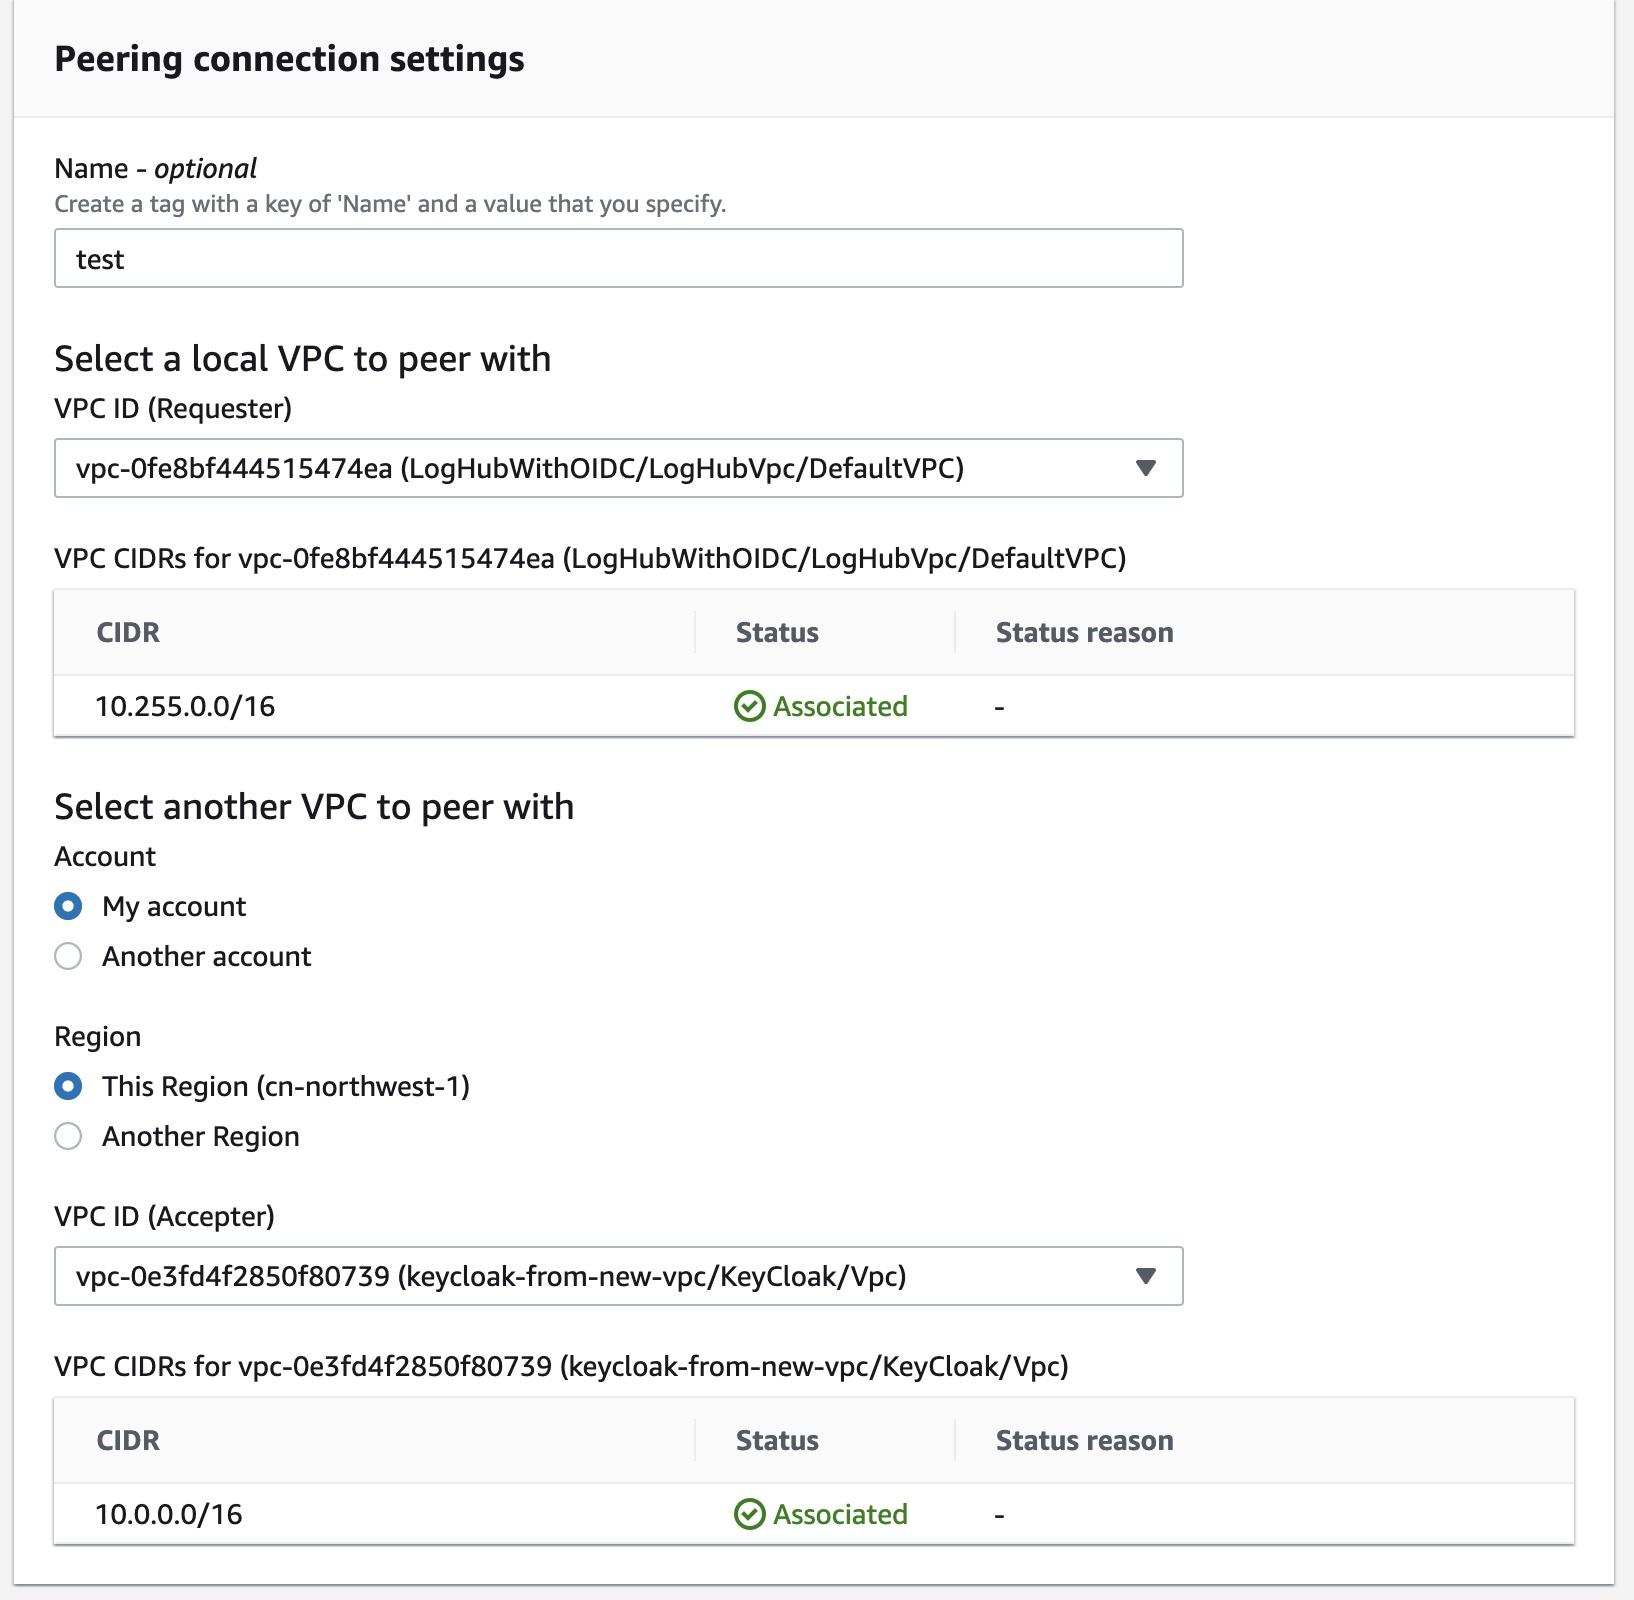 Peering connection settings
Name - optional
Create a tag with a key of 'Name' and a value that you specify.
test
Select a local VPC to peer with
VPC ID (Requester)
vpc-0fe8bf444515474ea (LogHubWithOIDC/LogHubVpc/DefaultVPC)
VPC CIDRs for vpc-0fe8bf444515474ea (LogHubWithOIDC/LogHubVpc/DefaultVPC)
CIDR Status Status reason
10.255.0.0/16 Associated -
Select another VPC to peer with
Account
My account
Another account
Region
This Region (cn-northwest-1)
Another Region
VPC ID (Accepter)
vpc-0e3fd4f2850f80739 (keycloak-from-new-vpc/KeyCloak/Vpc)
VPC CIDRs for vpc-0e3fd4f2850f80739 (keycloak-from-new-vpc/KeyCloak/Vpc)
CIDR Status Status reason
10.0.0.0/16 Associated -